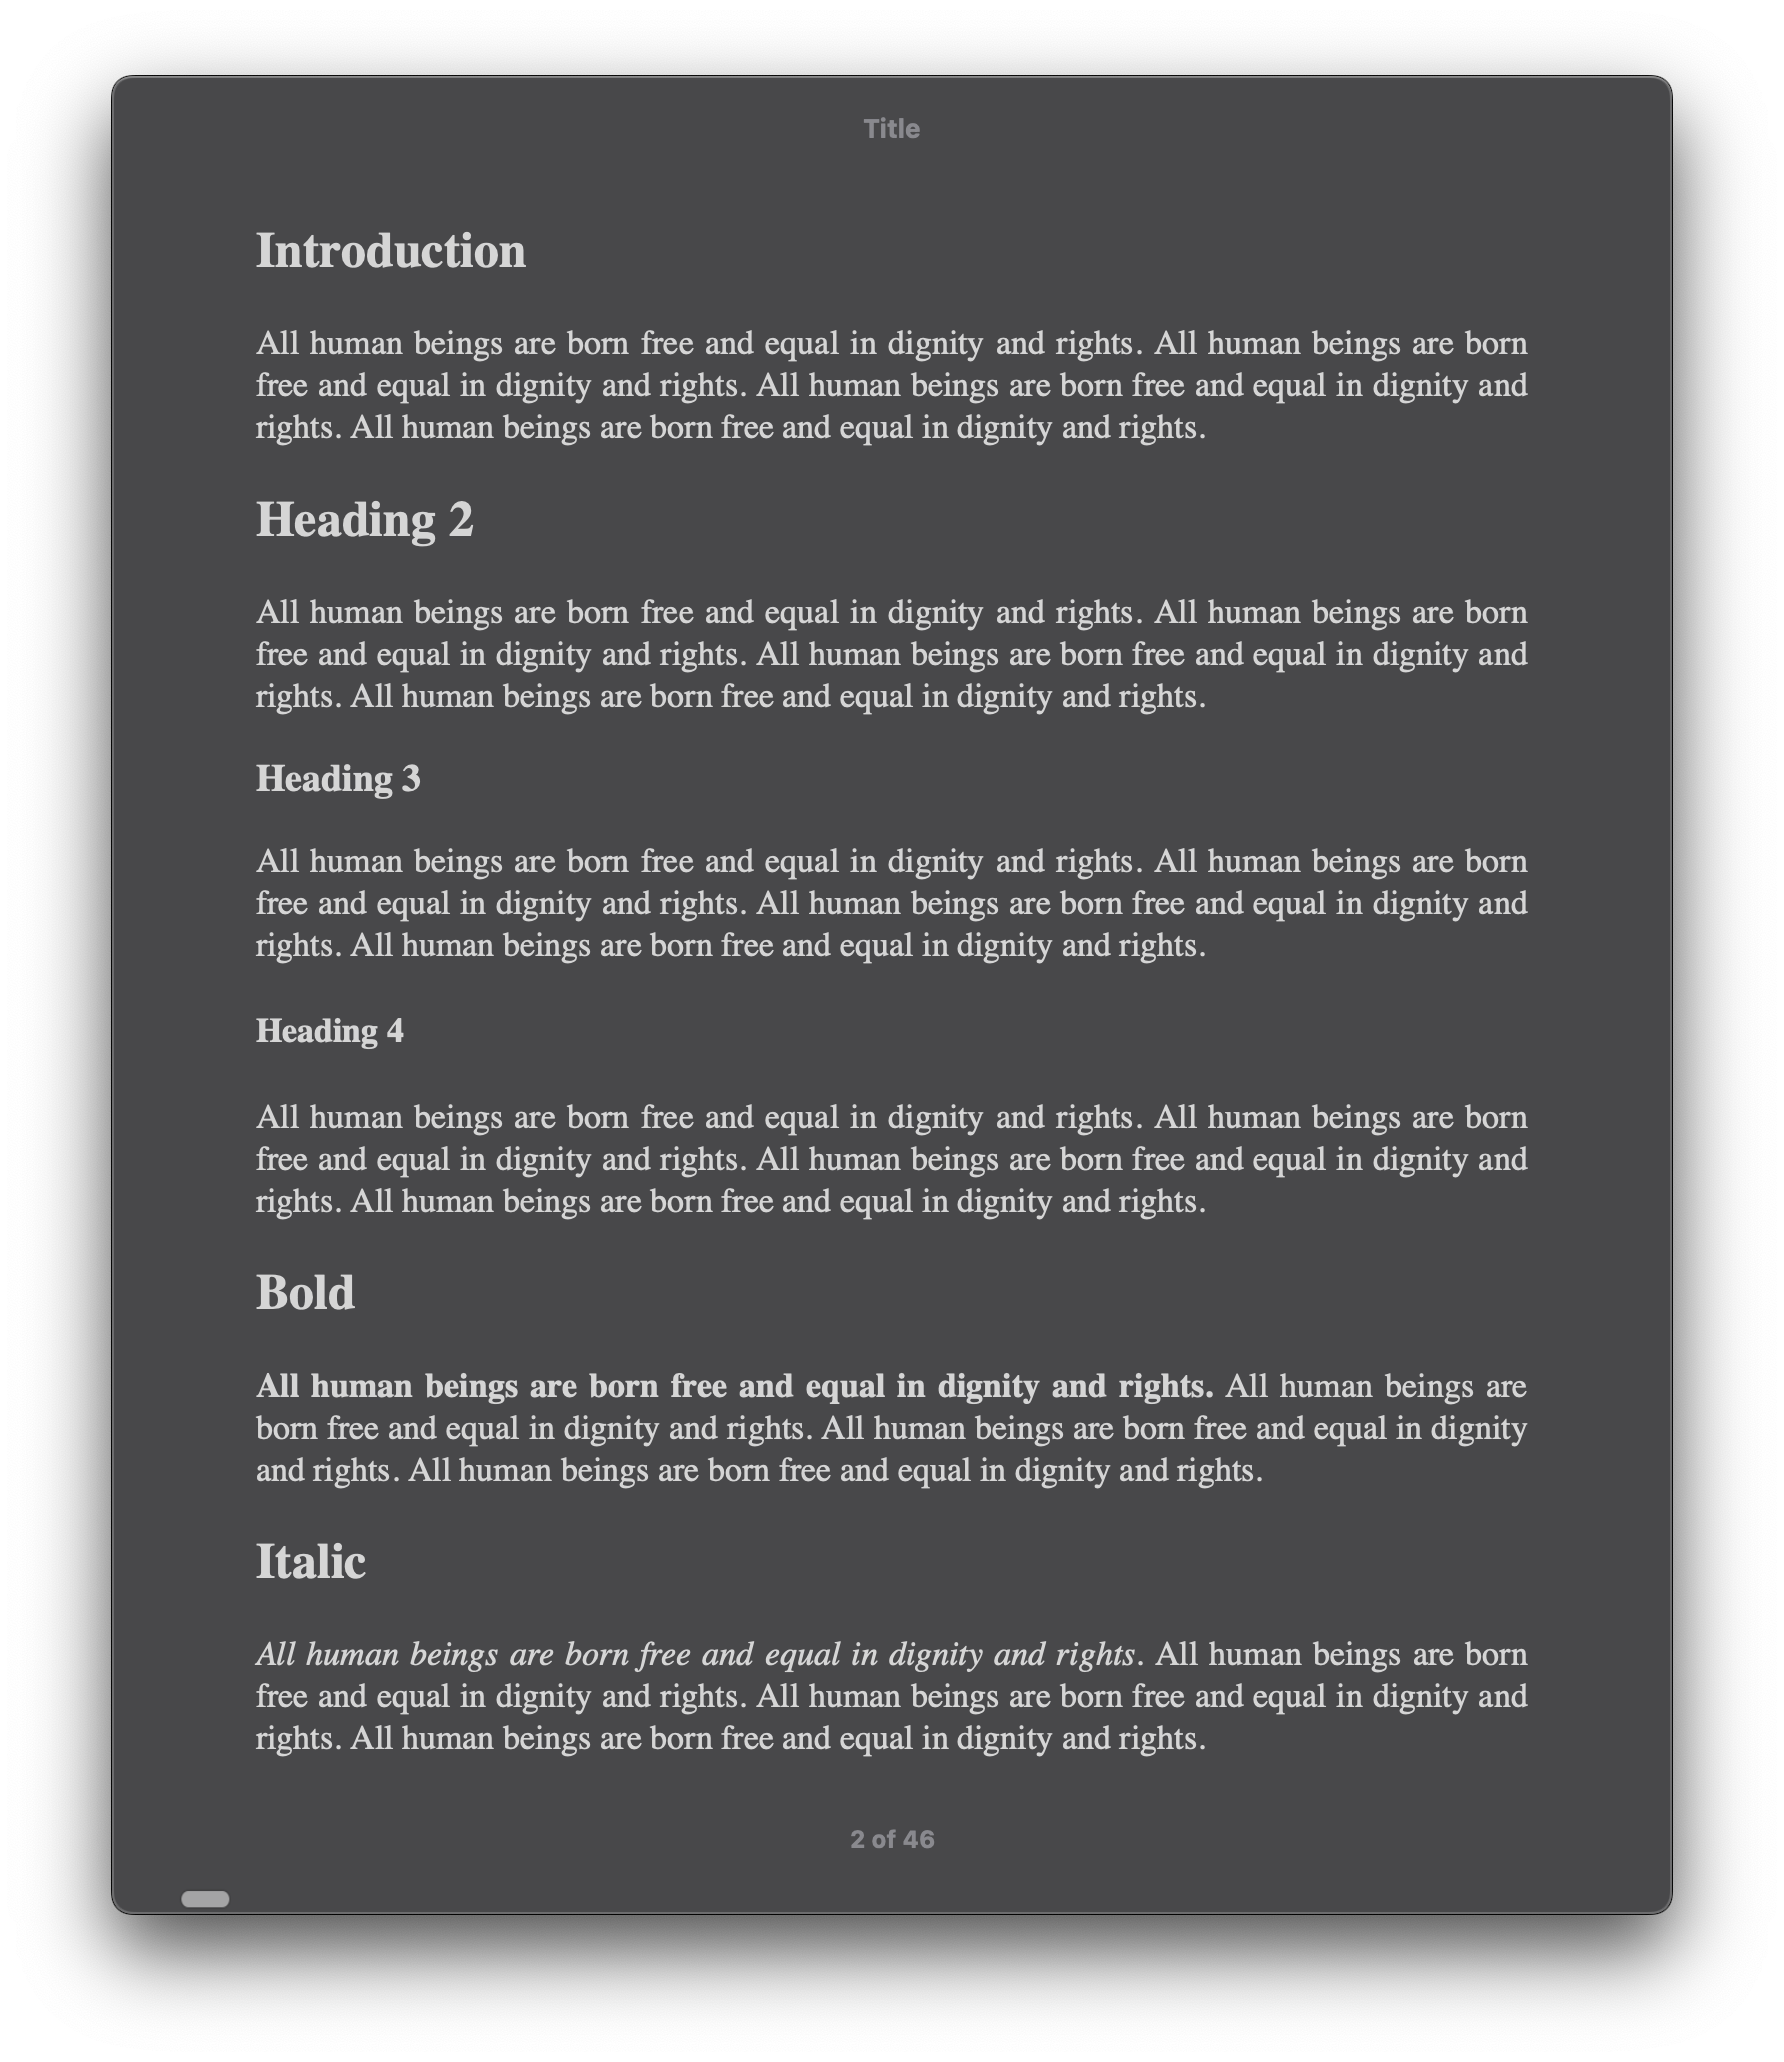 Title
Introduction
All human beings are born free and equal in dignity and rights. All human beings are born
free and equal in dignity and rights. All human beings are born free and equal in dignity and
rights. All human beings are born free and equal in dignity and rights.
Heading 2
All human beings are born free and equal in dignity and rights. All human beings are born
free and equal in dignity and rights. All human beings are born free and equal in dignity and
rights. All human beings are born free and equal in dignity and rights.
Heading 3
All human beings are born free and equal in dignity and rights. All human beings are born
free and equal in dignity and rights. All human beings are born free and equal in dignity and
rights. All human beings are born free and equal in dignity and rights.
Heading 4
All human beings are born free and equal in dignity and rights. All human beings are born
free and equal in dignity and rights. All human beings are born free and equal in dignity and
rights. All human beings are born free and equal in dignity and rights.
Bold
All human beings are born free and equal in dignity and rights. All human beings are
born free and equal in dignity and rights. All human beings are born free and equal in dignity
and rights. All human beings are born free and equal in dignity and rights.
Italic
All human beings are born free and equal in dignity and rights. All human beings are born
free and equal in dignity and rights. All human beings are born free and equal in dignity and
rights. All human beings are born free and equal in dignity and rights.
2 of 46